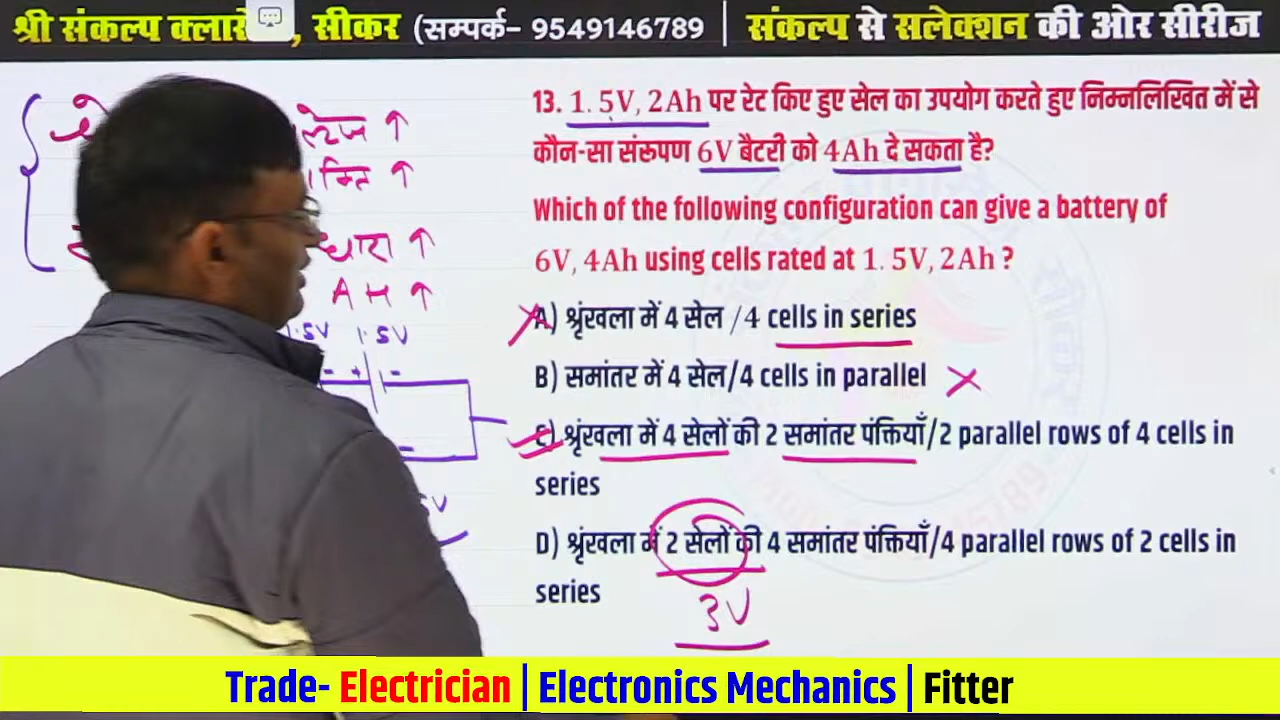 श्री संकल्प क्लासे , सीकर (सम्पर्क– 9549146789 | संकल्प से सलेक्शन की ओर सीरीज
13. 1.5V, 2Ah पर रेट किए हुए सेल का उपयोग करते हुए निम्नलिखित में से
कौन-सा संरूपण 6V बैटरी को 4Ah दे सकता है?
Which of the following configuration can give a battery of
6V, 4Ah using cells rated at 1.5V, 2Ah ?
A) श्रृंखला में 4 सेल /4 cells in series
B) समांतर में 4 सेल/4 cells in parallel
C) श्रृंखला में 4 सेलों की 2 समांतर पंक्तियाँ/2 parallel rows of 4 cells in
series
D) श्रृंखला में 2 सेलों की 4 समांतर पंक्तियाँ/4 parallel rows of 2 cells in
series
3V
धारा ↑
AH ↑
1.5V 1.5V
Trade- Electrician | Electronics Mechanics | Fitter